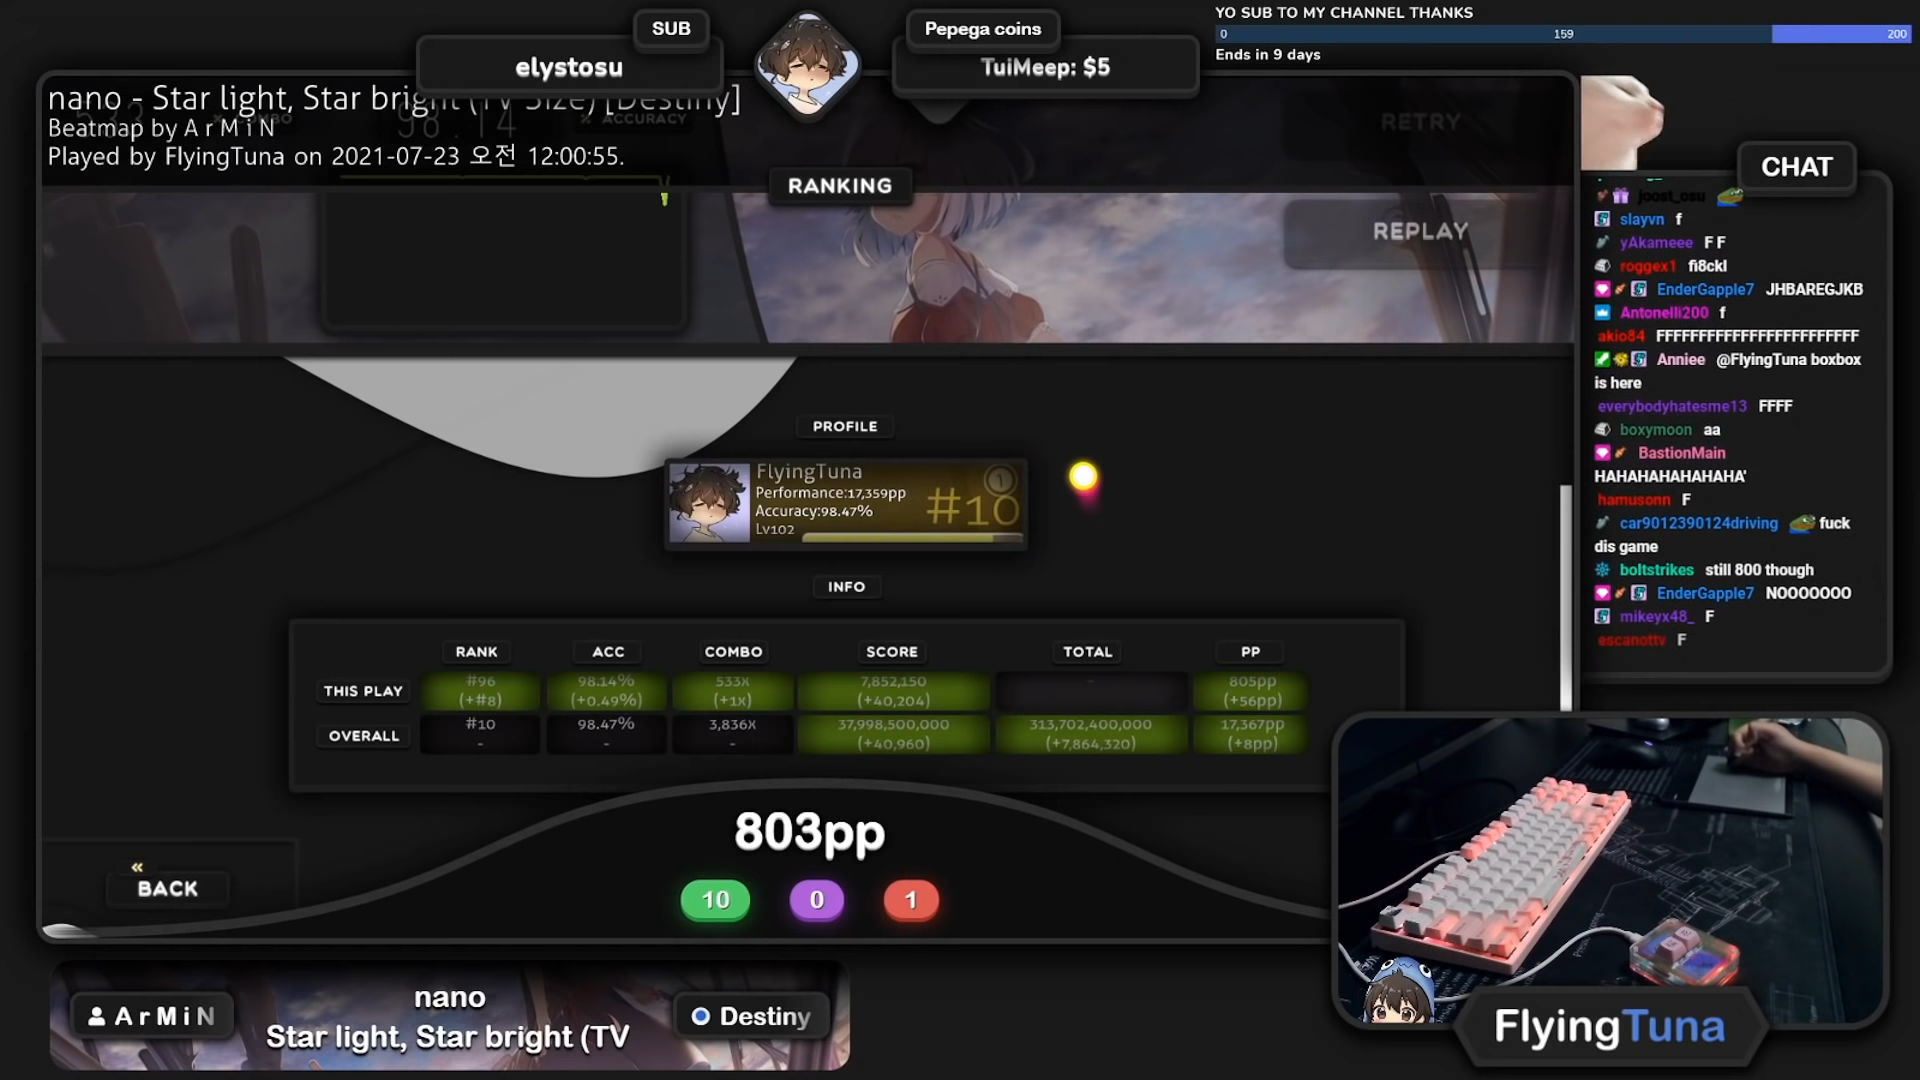 SUB
elystosu
Pepega coins
TuiMeep: $5
YO SUB TO MY CHANNEL THANKS
0 159 200
Ends in 9 days
nano - Star light, Star bright (TV Size) [Destiny]
Beatmap by A r M i N
Played by FlyingTuna on 2021-07-23 오전 12:00:55.
98.14
ACCURACY
RETRY
RANKING
REPLAY
CHAT
joost_osu
slayvn f
yAkameee F F
roggex1 fi8ckl
EnderGapple7 JHBAREGJKB
Antonelli200 f
akio84 FFFFFFFFFFFFFFFFFFFFFFFF
Anniee @FlyingTuna boxbox
is here
everybodyhatesme13 FFFF
boxymoon aa
BastionMain
HAHAHAHAHAHAHA'
hamusonn F
car9012390124driving fuck
dis game
boltstrikes still 800 though
EnderGapple7 NOOOOOOO
mikeyx48_ F
escanottv F
PROFILE
FlyingTuna
Performance:17,359pp
Accuracy:98.47%
Lv102
#10
1
INFO
RANK ACC COMBO SCORE TOTAL PP
THIS PLAY #96 98.14% 533x 7,852,150 - 805pp
(+#8) (+0.49%) (+1x) (+40,204) (+56pp)
OVERALL #10 98.47% 3,836x 37,998,500,000 313,702,400,000 17,367pp
- - - (+40,960) (+7,864,320) (+8pp)
803pp
10 0 1
«
BACK
A r M i N
nano
Star light, Star bright (TV
Destiny
FlyingTuna